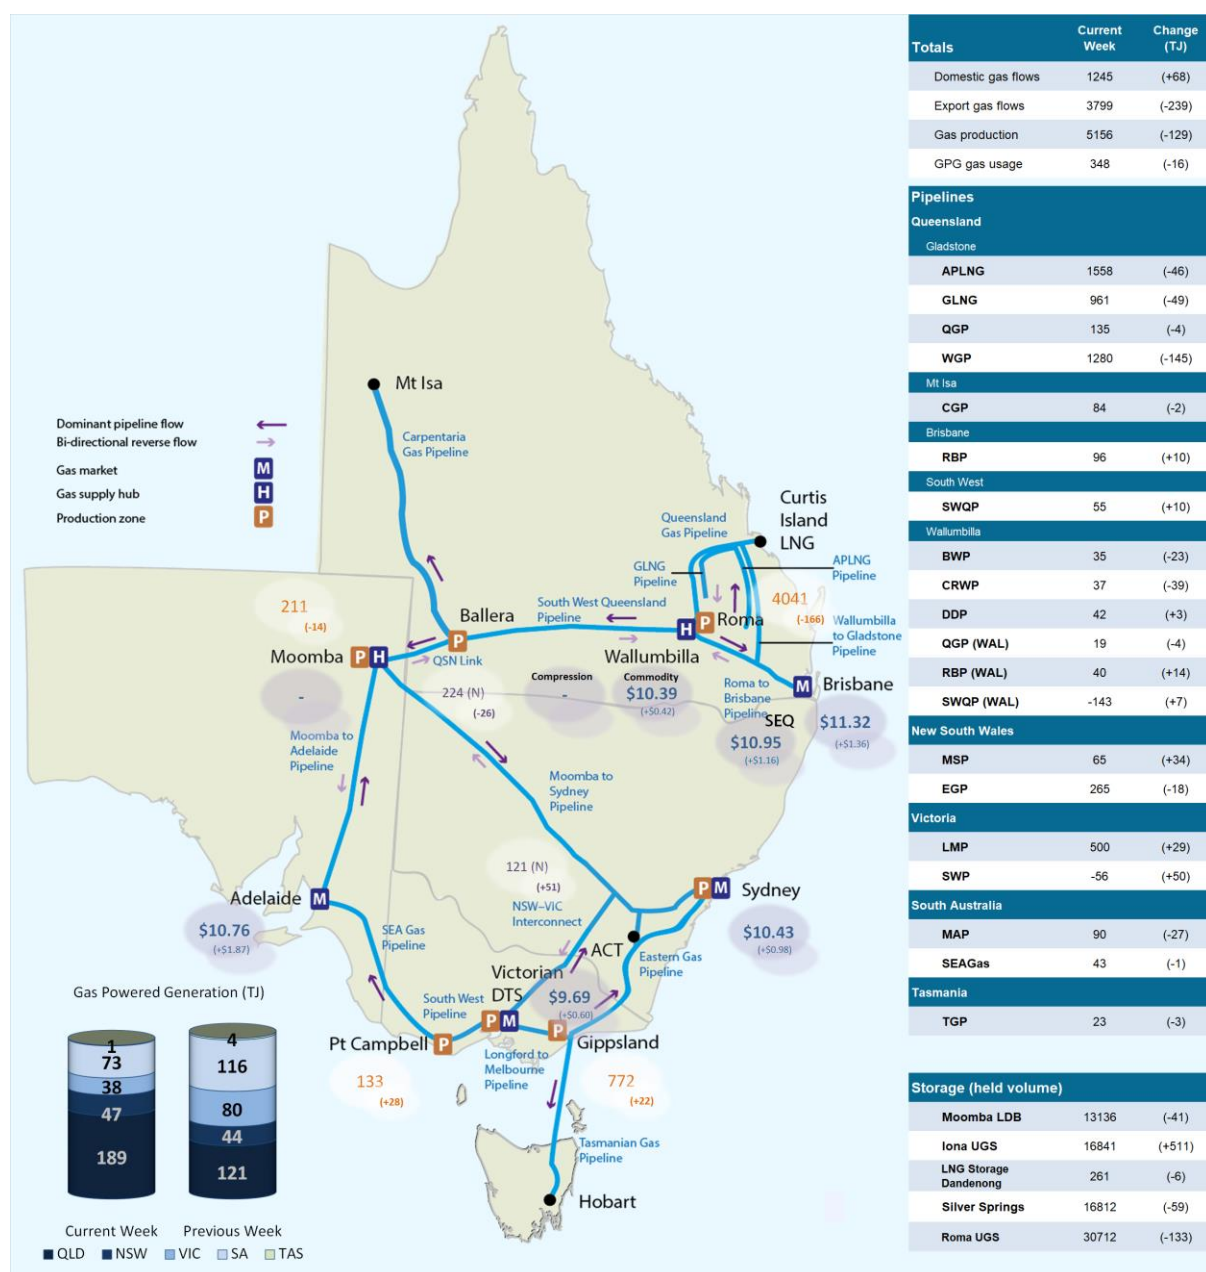 Mt Isa
Dominant pipeline flow
Bi-directional reverse flow
Gas market M
Gas supply hub H
Production zone P
Carpentaria
Gas Pipeline
Queensland
Gas Pipeline
Curtis
Island
LNG
GLNG
Pipeline
APLNG
Pipeline
4041
(-166)
Wallumbilla
to Gladstone
Pipeline
211
(-14)
Ballera
P
South West Queensland
Pipeline
H P Roma
Moomba P H
QSN Link
Wallumbilla
-
224 (N)
(-26)
Compression
-
Commodity
$10.39
(+$0.42)
Roma to
Brisbane
Pipeline
M Brisbane
SEQ
$10.95
(+$1.16)
$11.32
(+$1.36)
Moomba to
Adelaide
Pipeline
Moomba to
Sydney
Pipeline
121 (N)
(+51)
NSW–VIC
Interconnect
Adelaide M
$10.76
(+$1.87)
SEA Gas
Pipeline
P M Sydney
$10.43
(+$0.98)
ACT
Eastern Gas
Pipeline
Victorian
DTS
$9.69
(+$0.60)
South West
Pipeline
P M
P
Gippsland
Pt Campbell P
133
(+28)
Longford to
Melbourne
Pipeline
772
(+22)
Tasmanian Gas
Pipeline
Hobart
Gas Powered Generation (TJ)
1
73
38
47
189
4
116
80
44
121
Current Week Previous Week
QLD NSW VIC SA TAS
Totals Current Week Change (TJ)
Domestic gas flows 1245 (+68)
Export gas flows 3799 (-239)
Gas production 5156 (-129)
GPG gas usage 348 (-16)
Pipelines
Queensland
Gladstone
APLNG 1558 (-46)
GLNG 961 (-49)
QGP 135 (-4)
WGP 1280 (-145)
Mt Isa
CGP 84 (-2)
Brisbane
RBP 96 (+10)
South West
SWQP 55 (+10)
Wallumbilla
BWP 35 (-23)
CRWP 37 (-39)
DDP 42 (+3)
QGP (WAL) 19 (-4)
RBP (WAL) 40 (+14)
SWQP (WAL) -143 (+7)
New South Wales
MSP 65 (+34)
EGP 265 (-18)
Victoria
LMP 500 (+29)
SWP -56 (+50)
South Australia
MAP 90 (-27)
SEAGas 43 (-1)
Tasmania
TGP 23 (-3)
Storage (held volume)
Moomba LDB 13136 (-41)
Iona UGS 16841 (+511)
LNG Storage
Dandenong 261 (-6)
Silver Springs 16812 (-59)
Roma UGS 30712 (-133)